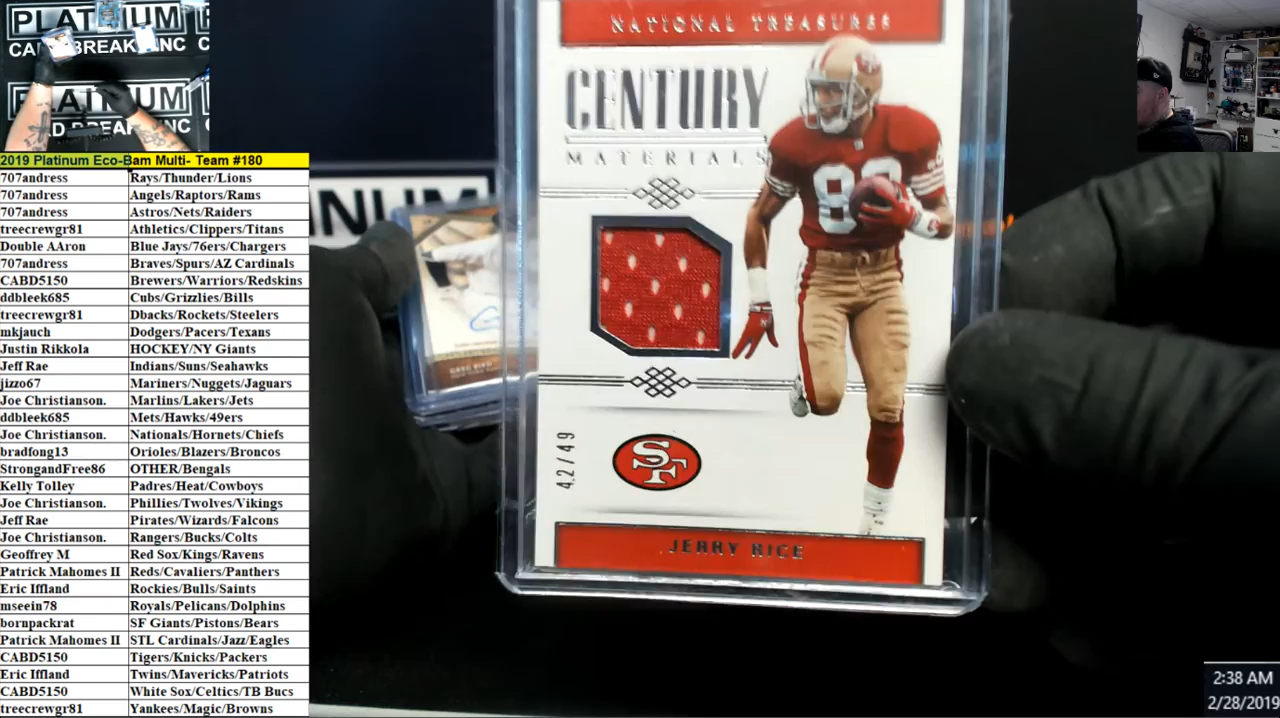 PLATINUM
PLATINUM
2019 Platinum Eco-Bam Multi- Team #180
707andress Rays/Thunder/Lions
707andress Angels/Raptors/Rams
707andress Astros/Nets/Raiders
treecrewgr81 Athletics/Clippers/Titans
Double AAron Blue Jays/76ers/Chargers
707andress Braves/Spurs/AZ Cardinals
CABD5150 Brewers/Warriors/Redskins
ddbleek685 Cubs/Grizzlies/Bills
treecrewgr81 Dbacks/Rockets/Steelers
mkjauch Dodgers/Pacers/Texans
Justin Rikkola HOCKEY/NY Giants
Jeff Rae Indians/Suns/Seahawks
jizzo67 Mariners/Nuggets/Jaguars
Joe Christianson. Marlins/Lakers/Jets
ddbleek685 Mets/Hawks/49ers
Joe Christianson. Nationals/Hornets/Chiefs
bradfong13 Orioles/Blazers/Broncos
StrongandFree86 OTHER/Bengals
Kelly Tolley Padres/Heat/Cowboys
Joe Christianson. Phillies/Twolves/Vikings
Jeff Rae Pirates/Wizards/Falcons
Joe Christianson. Rangers/Bucks/Colts
Geoffrey M Red Sox/Kings/Ravens
Patrick Mahomes II Reds/Cavaliers/Panthers
Eric Iffland Rockies/Bulls/Saints
mseein78 Royals/Pelicans/Dolphins
bornpackrat SF Giants/Pistons/Bears
Patrick Mahomes II STL Cardinals/Jazz/Eagles
CABD5150 Tigers/Knicks/Packers
Eric Iffland Twins/Mavericks/Patriots
CABD5150 White Sox/Celtics/TB Bucs
treecrewgr81 Yankees/Magic/Browns
NATIONAL TREASURES
CENTURY
MATERIALS
42/49
SF
JERRY RICE
GREG BIRD
2:38 AM
2/28/2019